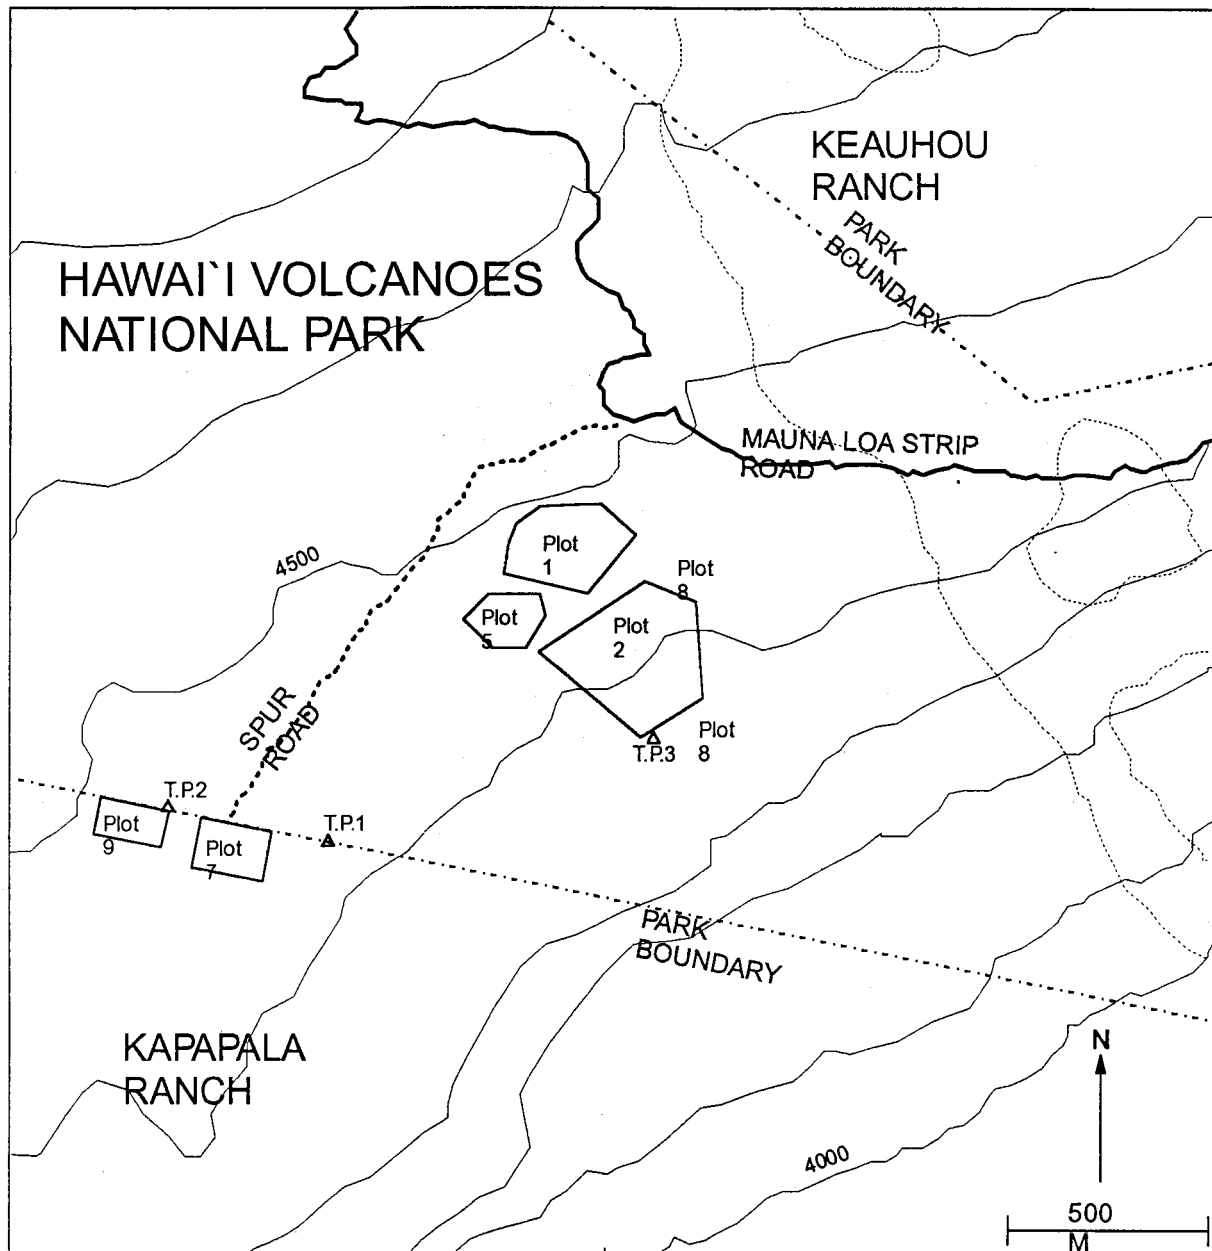 KEAUHOU
RANCH
PARK
BOUNDARY
HAWAI`I VOLCANOES
NATIONAL PARK
MAUNA LOA STRIP
ROAD
4500
Plot
1
Plot
8
Plot
5
Plot
2
SPUR
ROAD
Plot
8
T.P.3
T.P.2
T.P.1
Plot
9
Plot
7
PARK
BOUNDARY
KAPAPALA
RANCH
N
4000
500
M